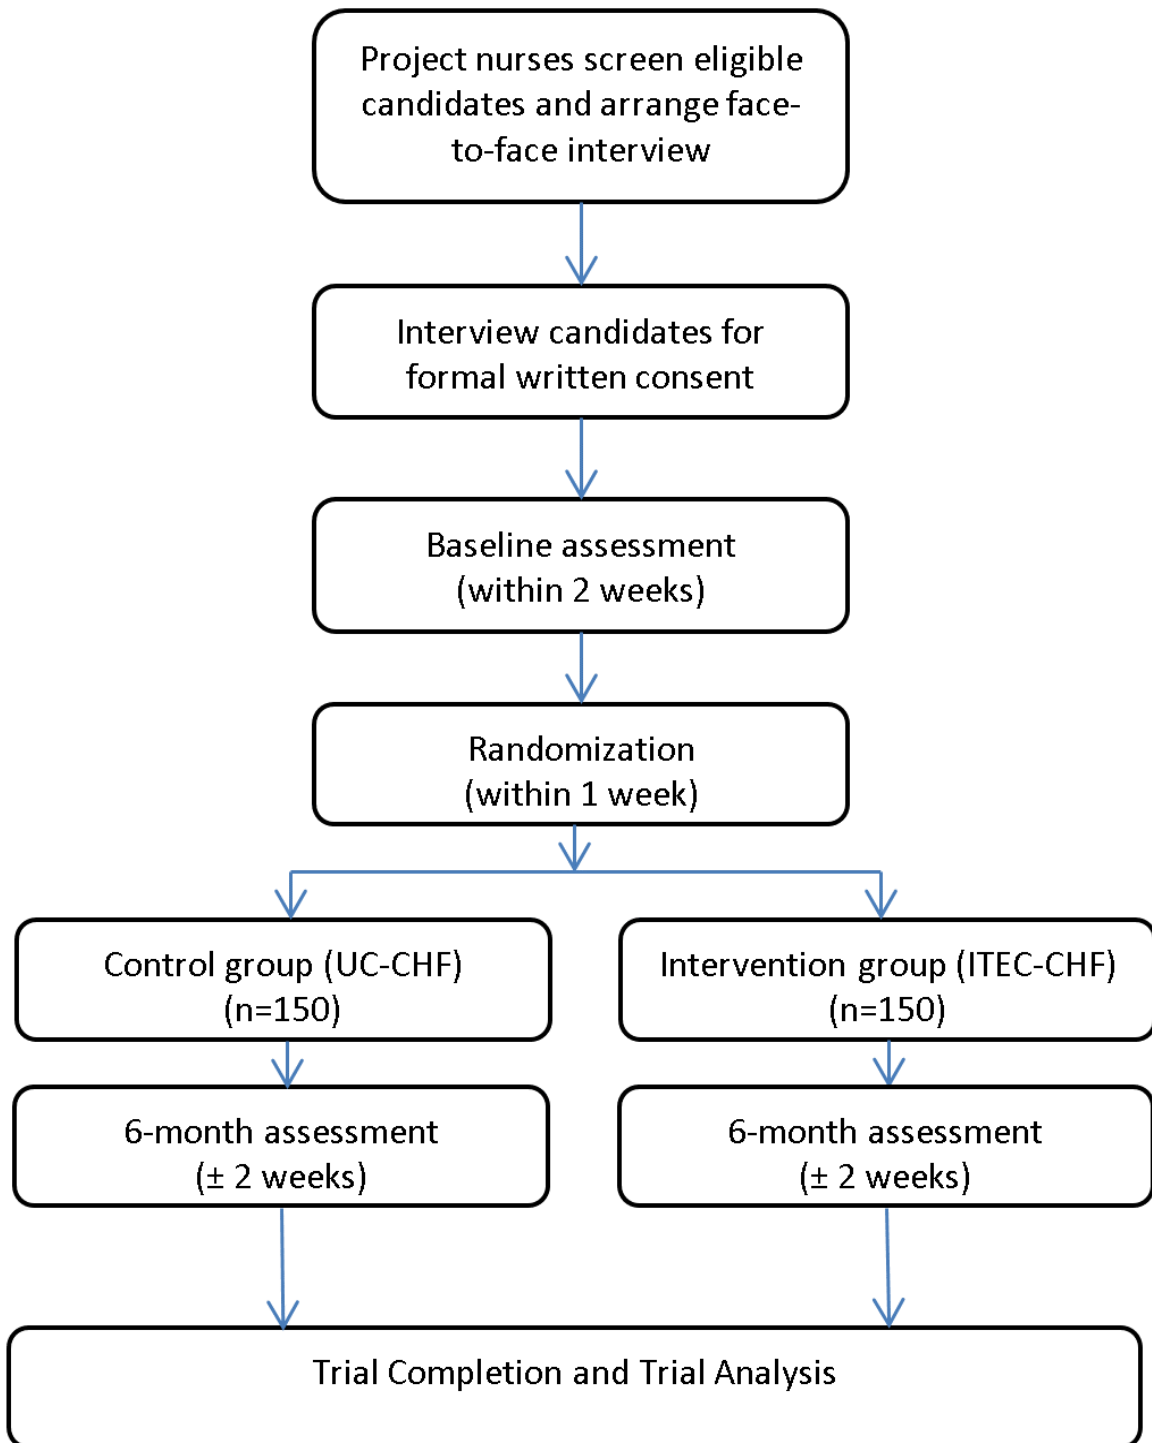 Project nurses screen eligible
candidates and arrange face-
to-face interview
Interview candidates for
formal written consent
Baseline assessment
(within 2 weeks)
Randomization
(within 1 week)
Control group (UC-CHF)
(n=150)
Intervention group (ITEC-CHF)
(n=150)
6-month assessment
(± 2 weeks)
6-month assessment
(± 2 weeks)
Trial Completion and Trial Analysis